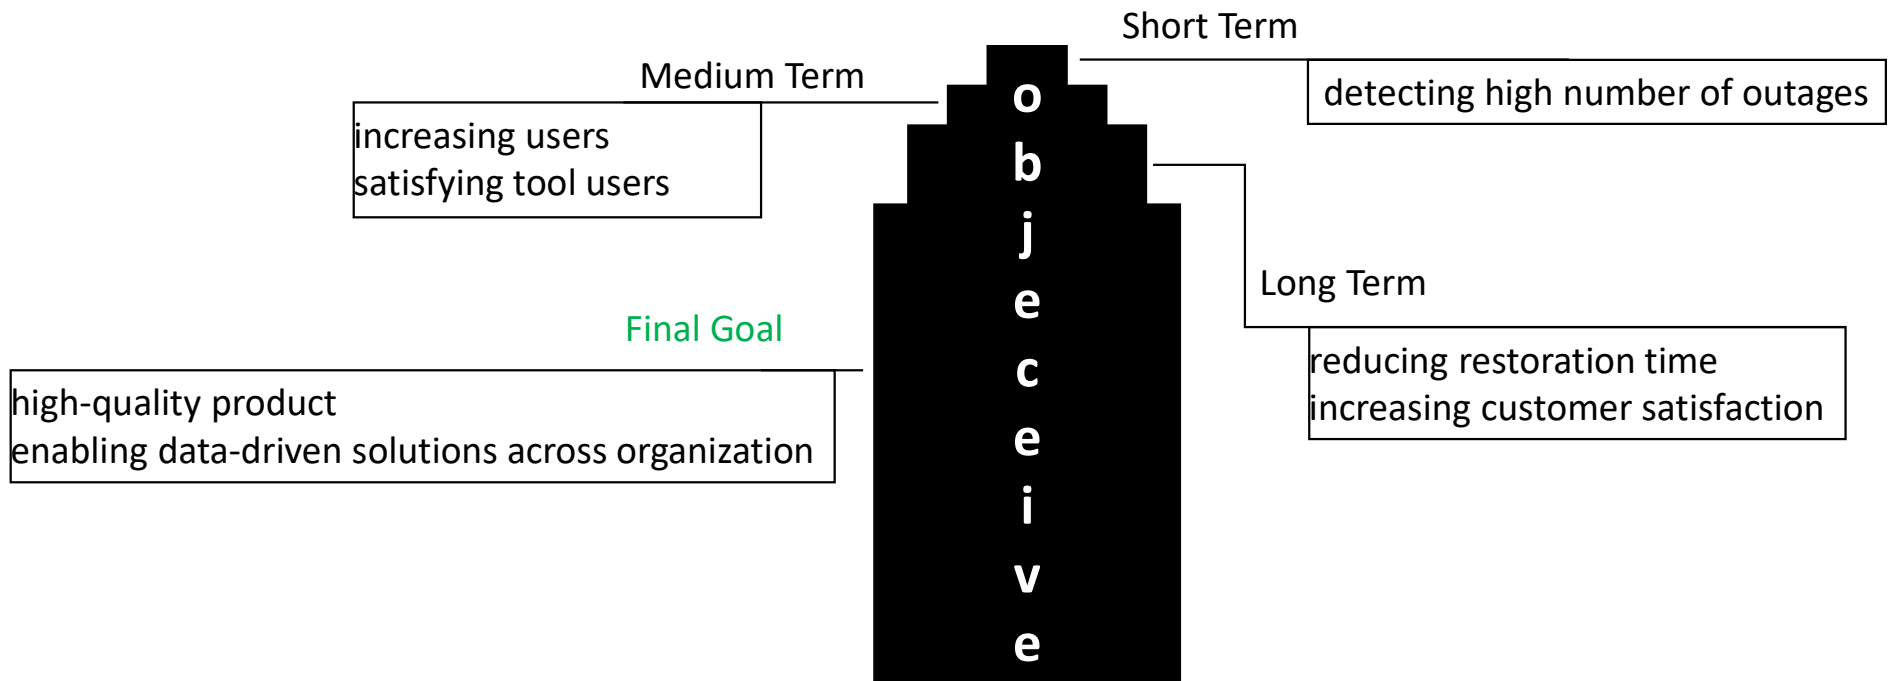 Short Term
detecting high number of outages
Medium Term
increasing users
satisfying tool users
Long Term
reducing restoration time
increasing customer satisfaction
Final Goal
high-quality product
enabling data-driven solutions across organization
o
b
j
e
c
e
i
v
e